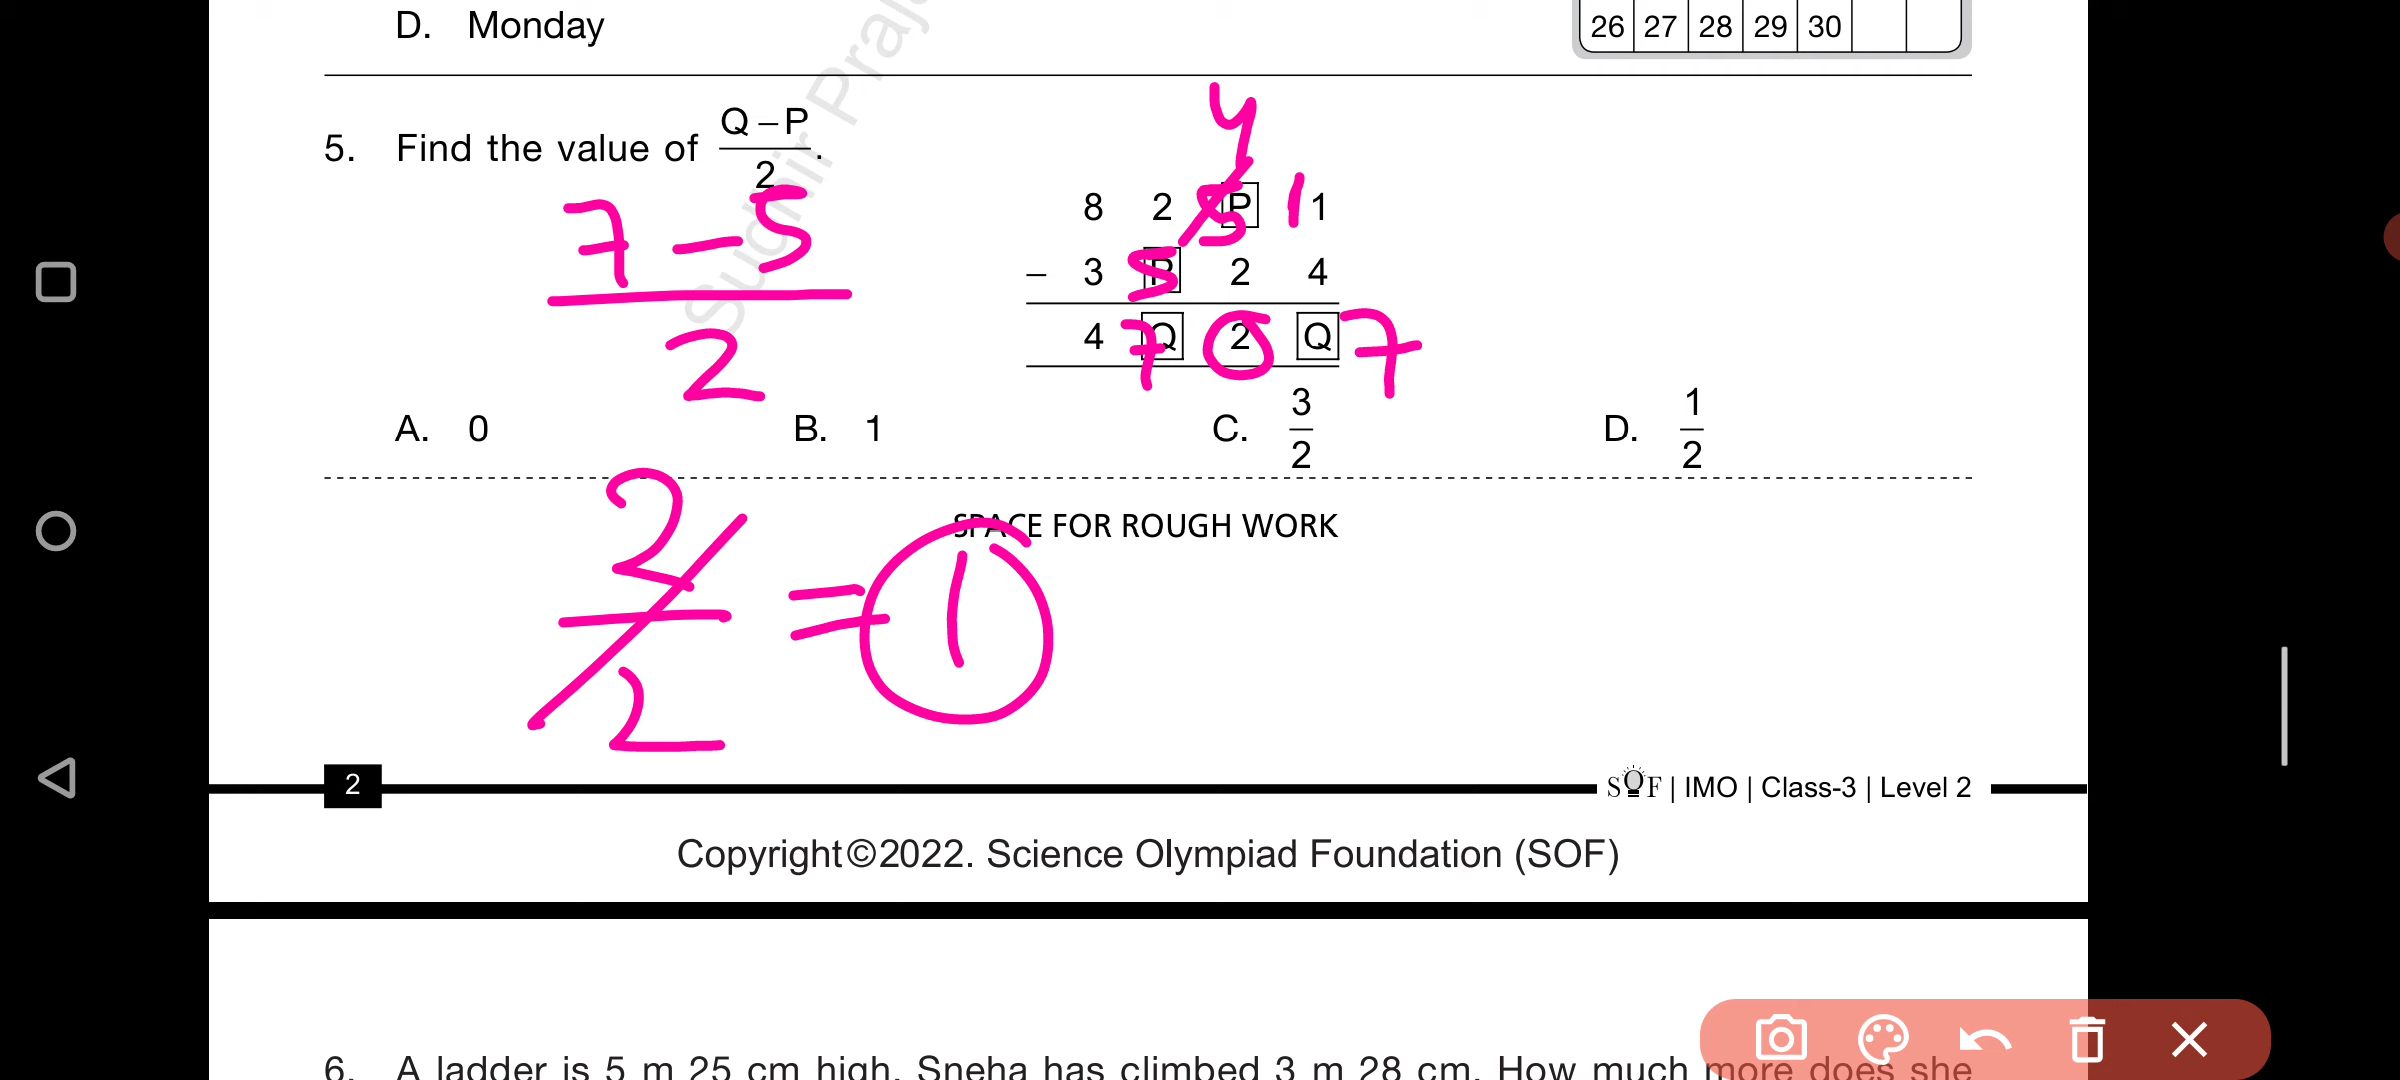 D. Monday
26 27 28 29 30
5. Find the value of Q – P / 2.
y
8 2 P 1 1
5
7 – 5
– 3 P 2 4
5
2
4 Q 2 Q
7 0 7
A. 0 B. 1 C. 3/2 D. 1/2
SPACE FOR ROUGH WORK
2/2 = 1
2 SOF | IMO | Class-3 | Level 2
Copyright©2022. Science Olympiad Foundation (SOF)
6. A ladder is 5 m 25 cm high. Sneha has climbed 3 m 28 cm. How much more does she
Sudhir Praja